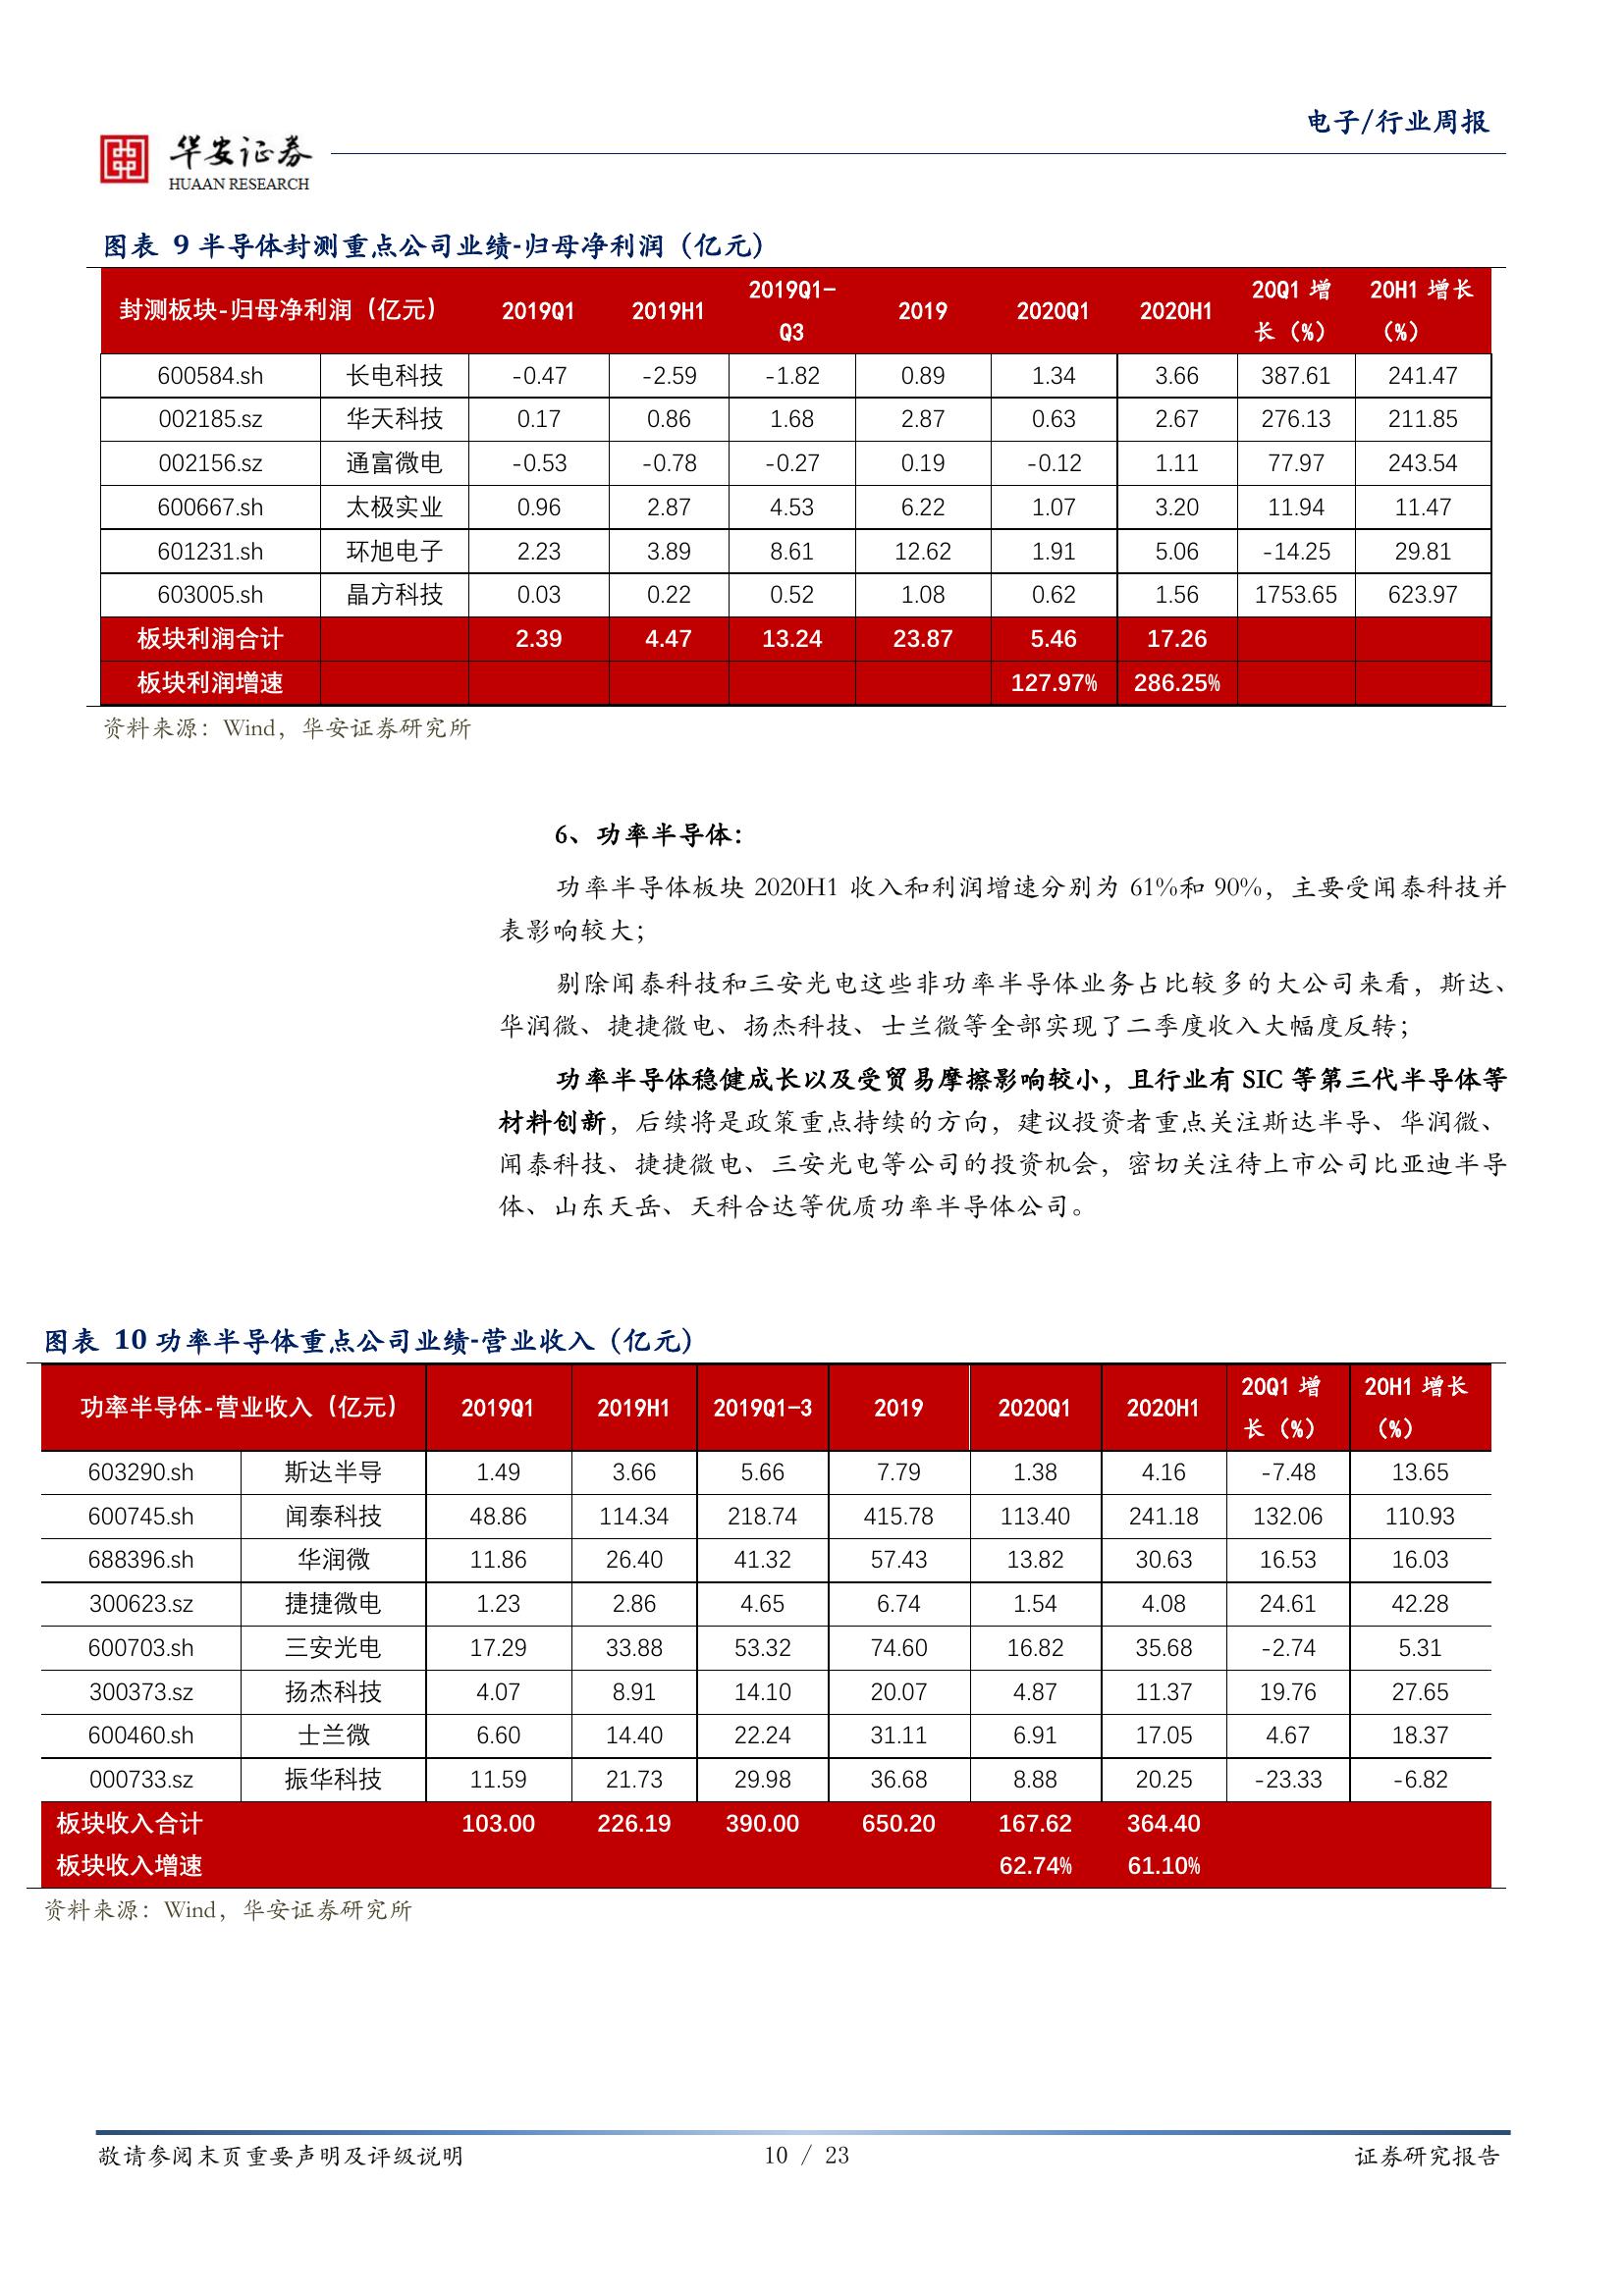 电子/行业周报
华安证券
HUAAN RESEARCH
图表 9 半导体封测重点公司业绩-归母净利润（亿元）
封测板块-归母净利润（亿元） 2019Q1 2019H1 2019Q1-Q3 2019 2020Q1 2020H1 20Q1 增长（%） 20H1 增长（%）
600584.sh 长电科技 -0.47 -2.59 -1.82 0.89 1.34 3.66 387.61 241.47
002185.sz 华天科技 0.17 0.86 1.68 2.87 0.63 2.67 276.13 211.85
002156.sz 通富微电 -0.53 -0.78 -0.27 0.19 -0.12 1.11 77.97 243.54
600667.sh 太极实业 0.96 2.87 4.53 6.22 1.07 3.20 11.94 11.47
601231.sh 环旭电子 2.23 3.89 8.61 12.62 1.91 5.06 -14.25 29.81
603005.sh 晶方科技 0.03 0.22 0.52 1.08 0.62 1.56 1753.65 623.97
板块利润合计 2.39 4.47 13.24 23.87 5.46 17.26
板块利润增速 127.97% 286.25%
资料来源：Wind，华安证券研究所
6、功率半导体：
功率半导体板块 2020H1 收入和利润增速分别为 61%和 90%，主要受闻泰科技并
表影响较大；
剔除闻泰科技和三安光电这些非功率半导体业务占比较多的大公司来看，斯达、
华润微、捷捷微电、扬杰科技、士兰微等全部实现了二季度收入大幅度反转；
功率半导体稳健成长以及受贸易摩擦影响较小，且行业有 SIC 等第三代半导体等
材料创新，后续将是政策重点持续的方向，建议投资者重点关注斯达半导、华润微、
闻泰科技、捷捷微电、三安光电等公司的投资机会，密切关注待上市公司比亚迪半导
体、山东天岳、天科合达等优质功率半导体公司。
图表 10 功率半导体重点公司业绩-营业收入（亿元）
功率半导体-营业收入（亿元） 2019Q1 2019H1 2019Q1-3 2019 2020Q1 2020H1 20Q1 增长（%） 20H1 增长（%）
603290.sh 斯达半导 1.49 3.66 5.66 7.79 1.38 4.16 -7.48 13.65
600745.sh 闻泰科技 48.86 114.34 218.74 415.78 113.40 241.18 132.06 110.93
688396.sh 华润微 11.86 26.40 41.32 57.43 13.82 30.63 16.53 16.03
300623.sz 捷捷微电 1.23 2.86 4.65 6.74 1.54 4.08 24.61 42.28
600703.sh 三安光电 17.29 33.88 53.32 74.60 16.82 35.68 -2.74 5.31
300373.sz 扬杰科技 4.07 8.91 14.10 20.07 4.87 11.37 19.76 27.65
600460.sh 士兰微 6.60 14.40 22.24 31.11 6.91 17.05 4.67 18.37
000733.sz 振华科技 11.59 21.73 29.98 36.68 8.88 20.25 -23.33 -6.82
板块收入合计 103.00 226.19 390.00 650.20 167.62 364.40
板块收入增速 62.74% 61.10%
资料来源：Wind，华安证券研究所
敬请参阅末页重要声明及评级说明 10 / 23 证券研究报告